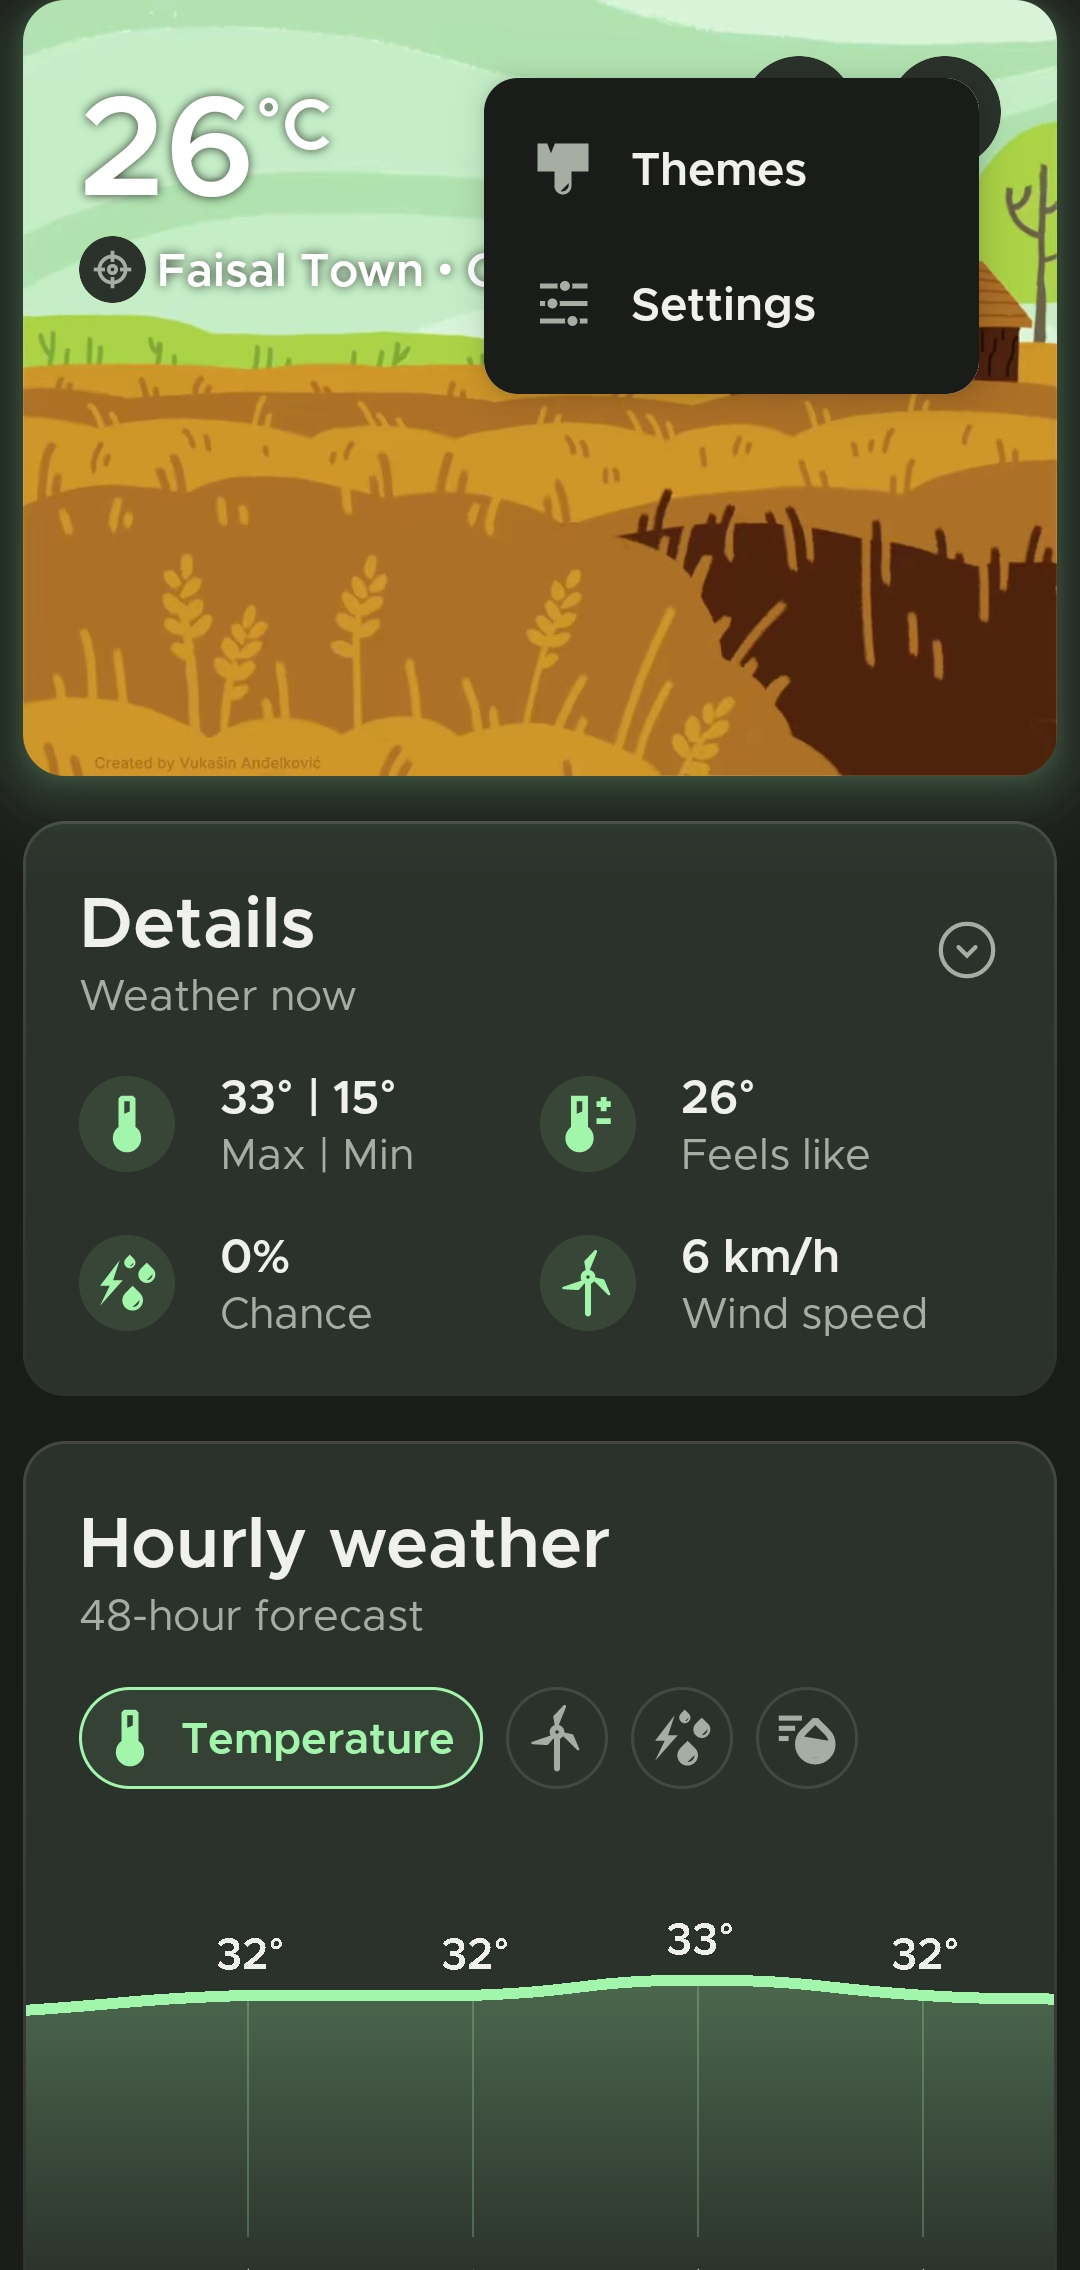 26°C
Themes
Faisal Town •
Settings
Created by Vukašin Anđelković
Details
Weather now
33° | 15°
Max | Min
26°
Feels like
0%
Chance
6 km/h
Wind speed
Hourly weather
48-hour forecast
Temperature
32° 32° 33° 32°